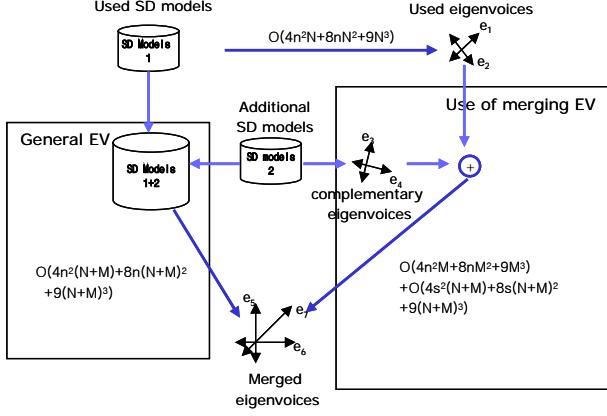 Used SD models
Used eigenvoices
SD Models
1
O(4n²N+8nN²+9N³)
e₁
e₂
Additional
SD models
Use of merging EV
General EV
SD Models
1+2
SD models
2
e₃
e₄
+
complementary
eigenvoices
O(4n²(N+M)+8n(N+M)²
+9(N+M)³)
O(4n²M+8nM²+9M³)
+O(4s²(N+M)+8s(N+M)²
+9(N+M)³)
e₅
e₇
e₆
Merged
eigenvoices